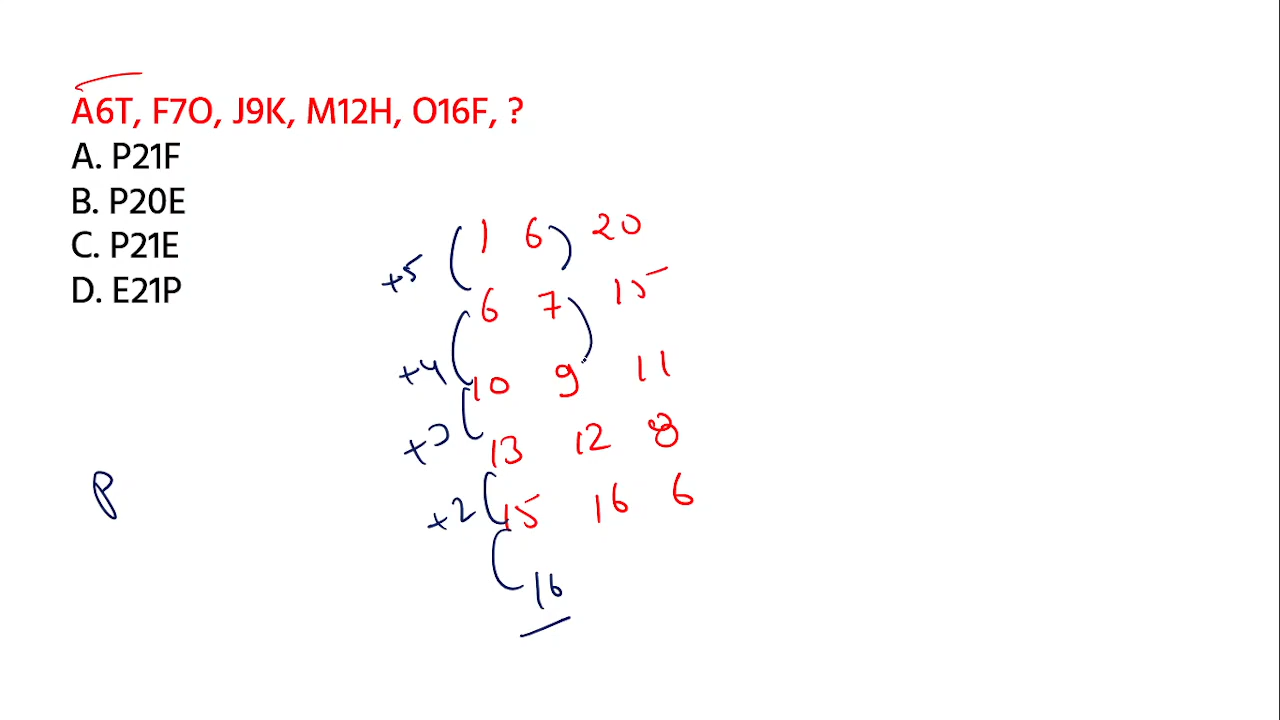 A6T, F7O, J9K, M12H, O16F, ?
A. P21F
B. P20E
C. P21E
D. E21P
1 6 20
+5
6 7 15
+4
10 9 11
+3
13 12 8
+2
15 16 6
16
P